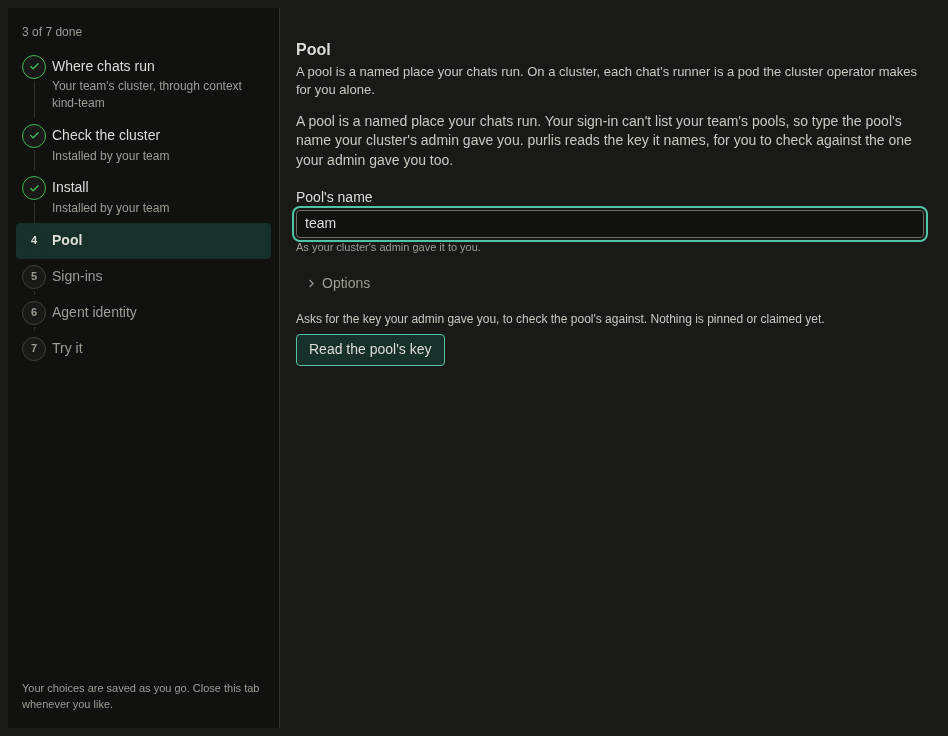 3 of 7 done
Where chats run
Your team's cluster, through context
kind-team
Check the cluster
Installed by your team
Install
Installed by your team
4 Pool
5 Sign-ins
6 Agent identity
7 Try it
Your choices are saved as you go. Close this tab
whenever you like.
Pool
A pool is a named place your chats run. On a cluster, each chat's runner is a pod the cluster operator makes
for you alone.
A pool is a named place your chats run. Your sign-in can't list your team's pools, so type the pool's
name your cluster's admin gave you. purlis reads the key it names, for you to check against the one
your admin gave you too.
Pool's name
team
As your cluster's admin gave it to you.
Options
Asks for the key your admin gave you, to check the pool's against. Nothing is pinned or claimed yet.
Read the pool's key